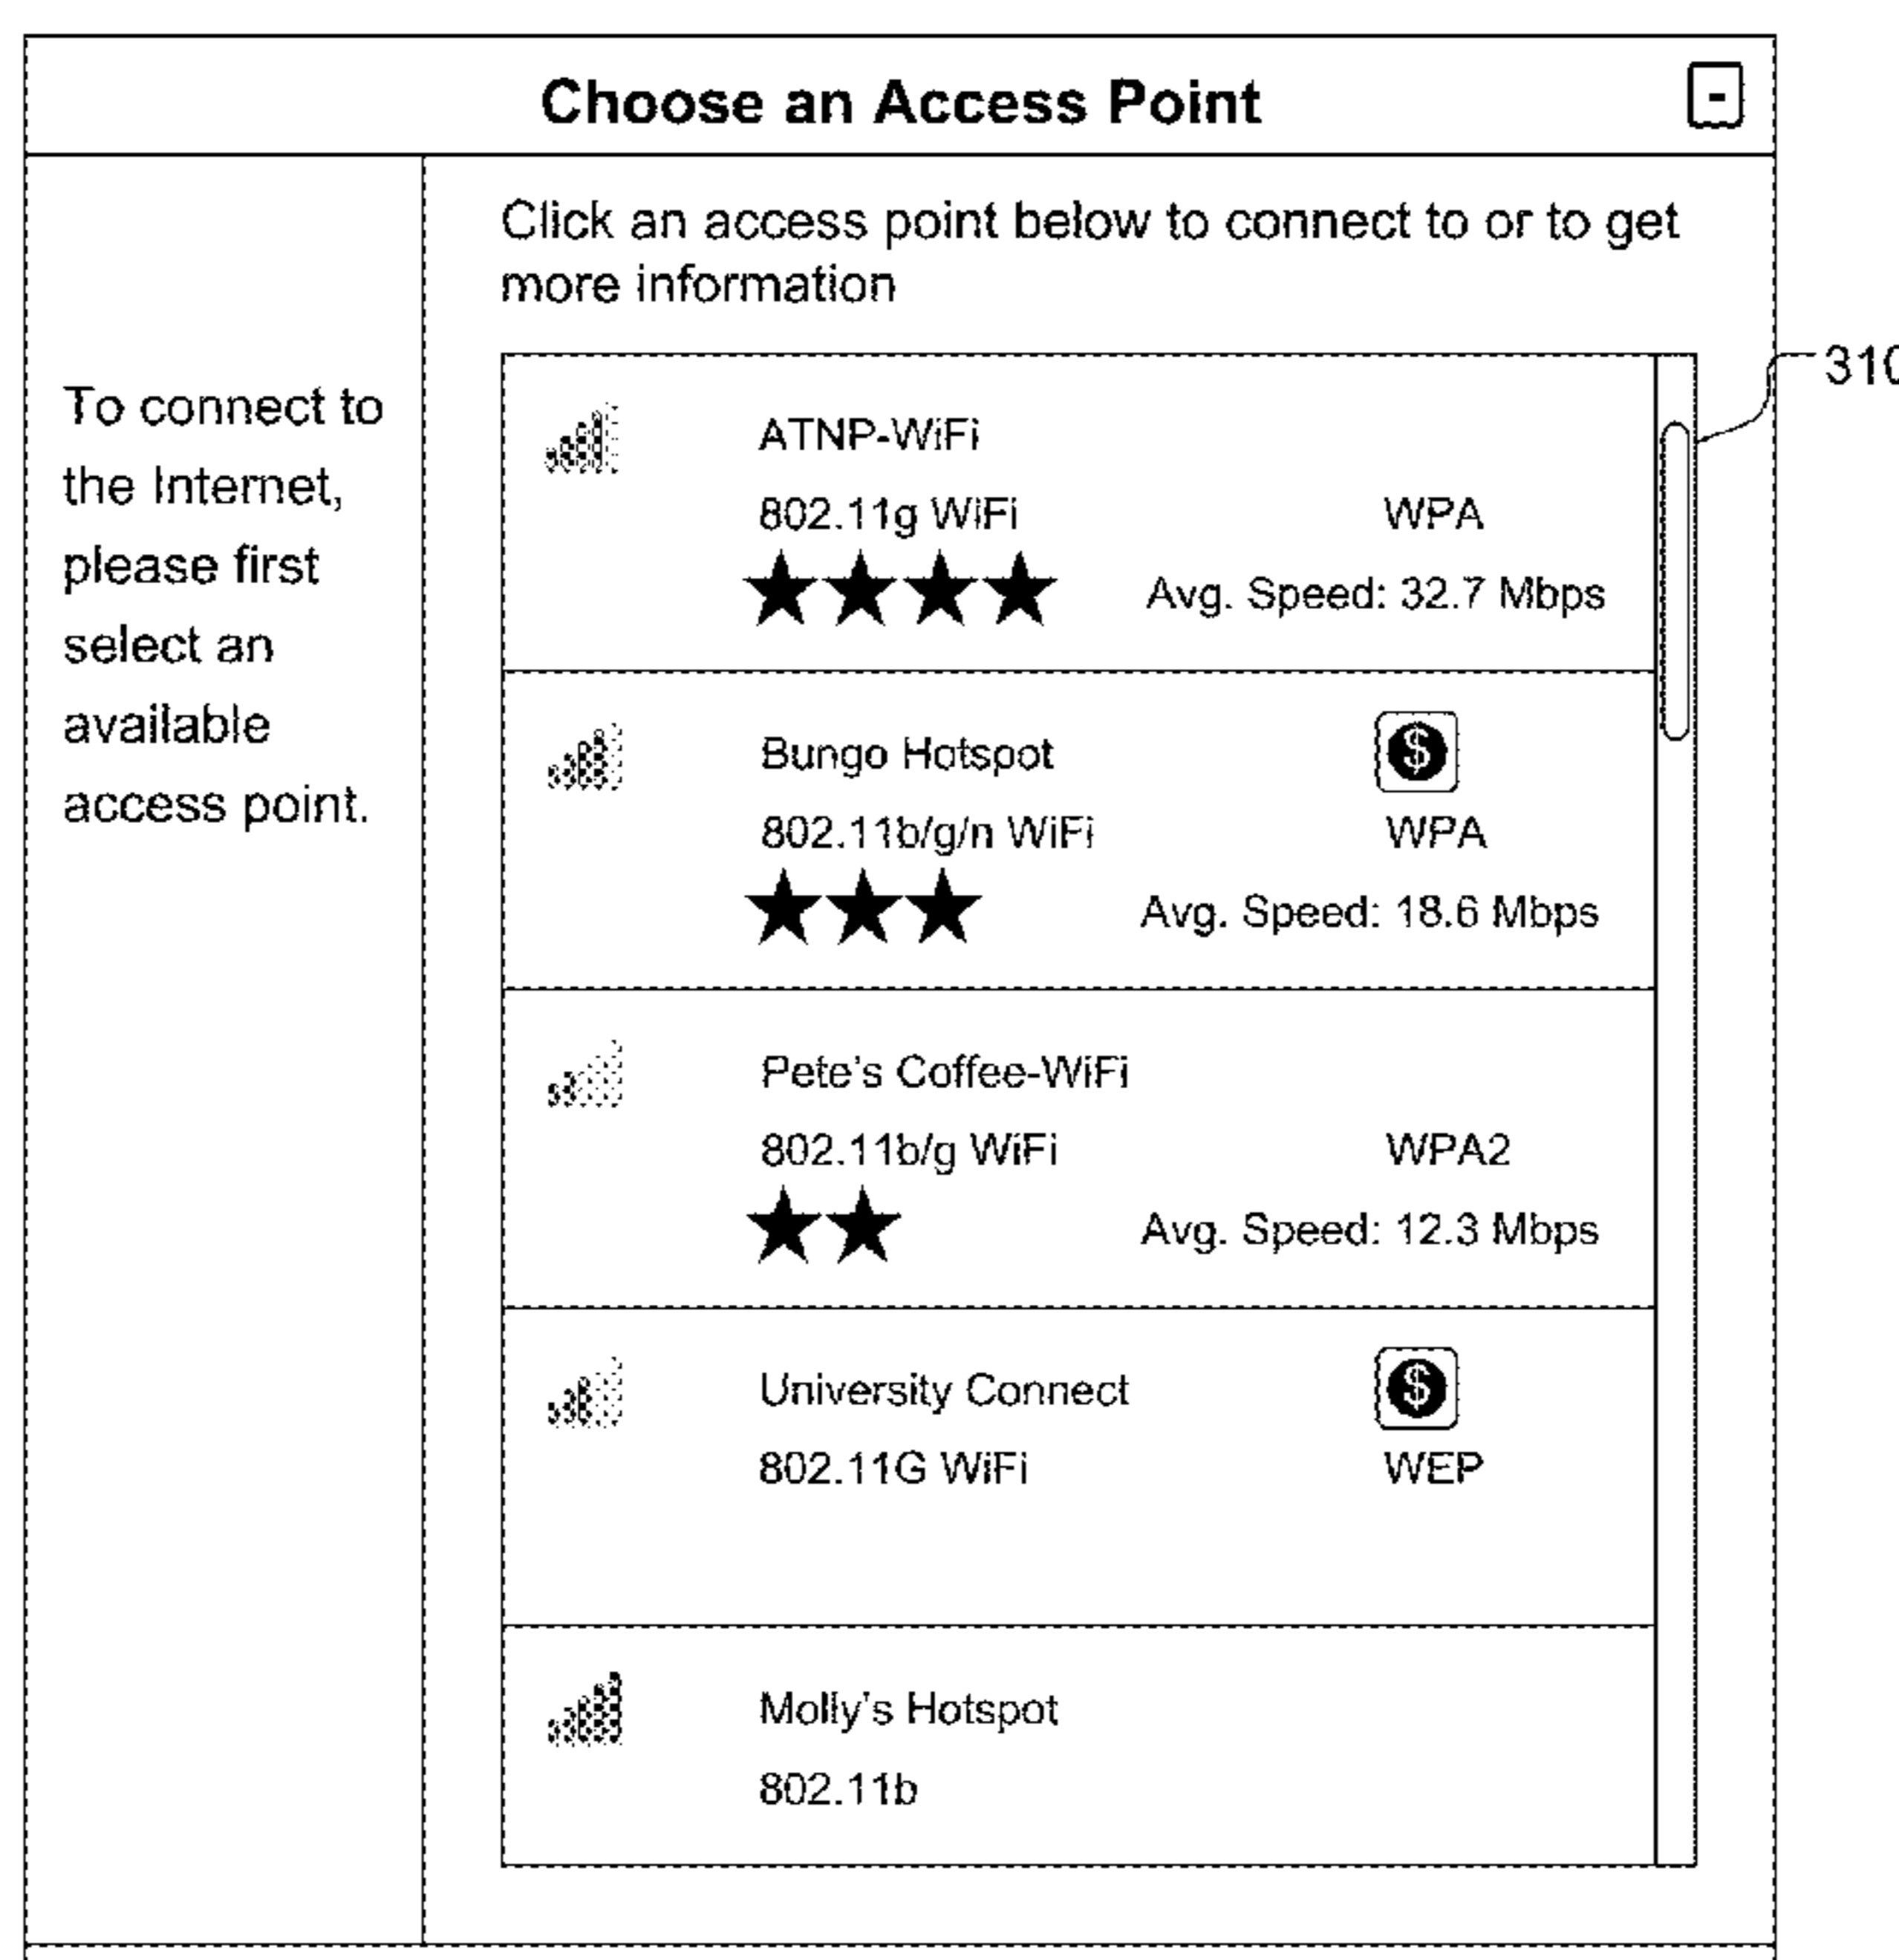 Choose an Access Point
-
To connect to
the Internet,
please first
select an
available
access point.
Click an access point below to connect to or to get
more information
310
ATNP-WiFi
802.11g WiFi
WPA
Avg. Speed: 32.7 Mbps
Bungo Hotspot
$
802.11b/g/n WiFi
WPA
Avg. Speed: 18.6 Mbps
Pete's Coffee-WiFi
802.11b/g WiFi
WPA2
Avg. Speed: 12.3 Mbps
University Connect
$
802.11G WiFi
WEP
Molly's Hotspot
802.11b